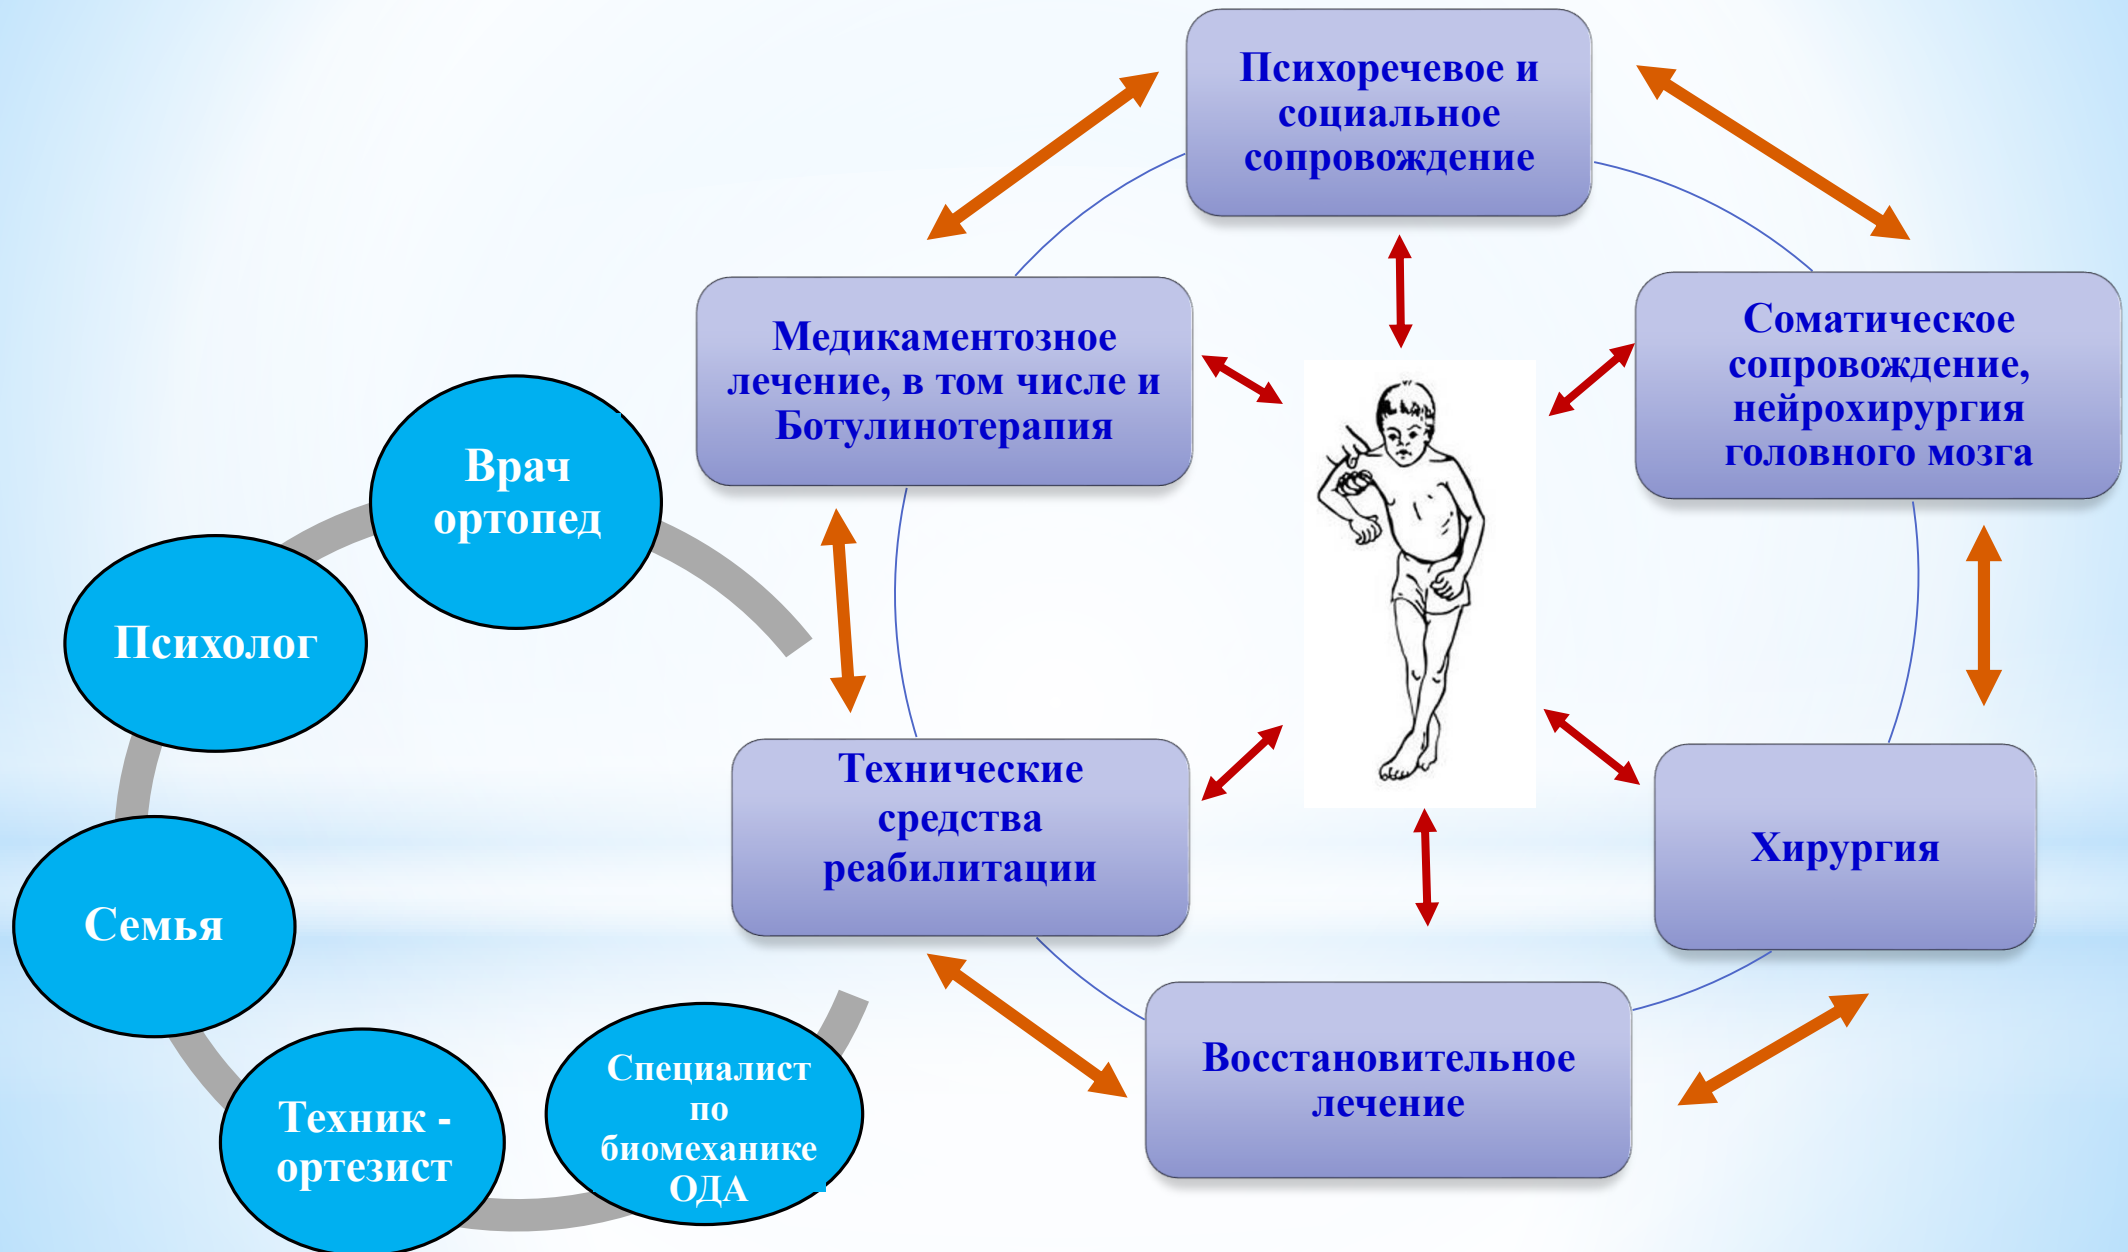 Психоречевое и
социальное
сопровождение
Медикаментозное
лечение, в том числе и
Ботулинотерапия
Соматическое
сопровождение,
нейрохирургия
головного мозга
Врач
ортопед
Психолог
Семья
Техник -
ортезист
Специалист
по
биомеханике
ОДА
Технические
средства
реабилитации
Хирургия
Восстановительное
лечение